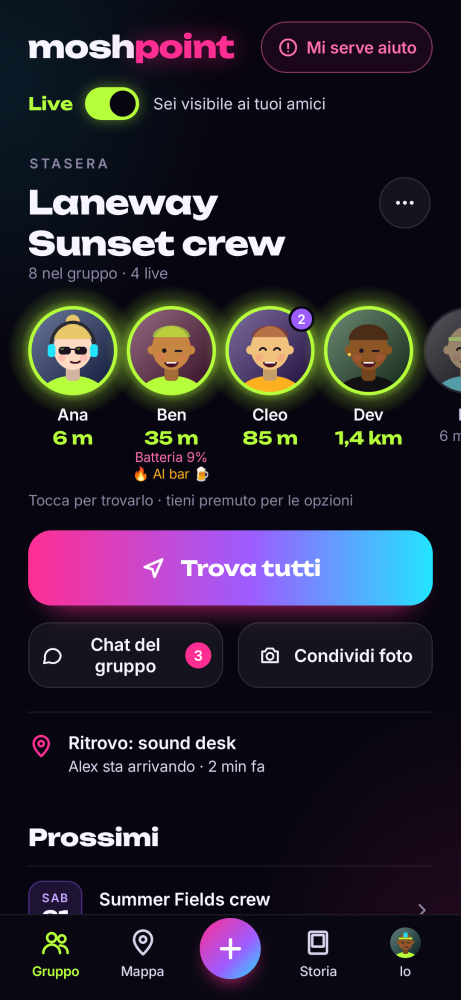 moshpoint
Mi serve aiuto
Live
Sei visibile ai tuoi amici
STASERA
Laneway
Sunset crew
8 nel gruppo · 4 live
2
Ana
Ben
Cleo
Dev
6 m
35 m
85 m
1,4 km
6 m
Batteria 9%
🔥 Al bar 🍺
Tocca per trovarlo · tieni premuto per le opzioni
Trova tutti
Chat del
gruppo
3
Condividi foto
Ritrovo: sound desk
Alex sta arrivando · 2 min fa
Prossimi
SAB
Summer Fields crew
Gruppo
Mappa
Storia
Io